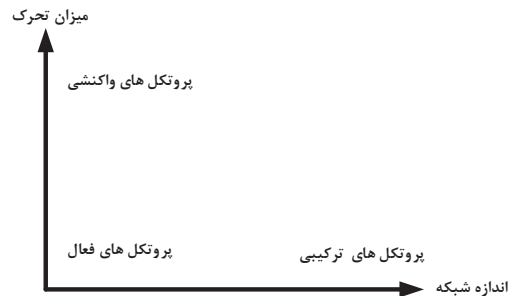 میزان تحرک
پروتکل های واکنشی
پروتکل های فعال
پروتکل های ترکیبی
اندازه شبکه